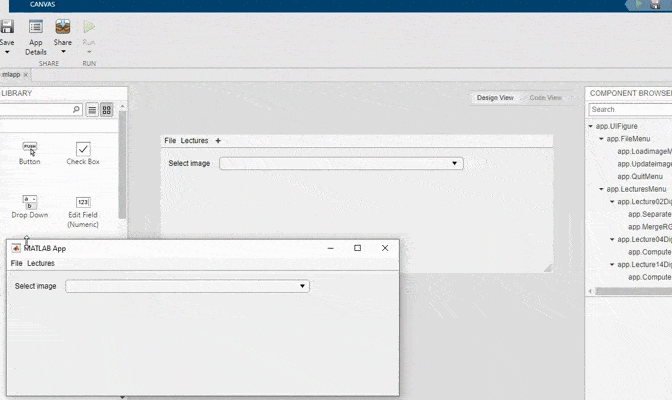 CANVAS
Save
App
Details
Share
Run
SHARE
RUN
.mlapp ×
LIBRARY
COMPONENT BROWSER
Design View
Code View
Search
Button
Check Box
Drop Down
Edit Field
(Numeric)
File Lectures +
Select image
app.UIFigure
app.FileMenu
app.LoadimageM
app.Updateimage
app.QuitMenu
app.LecturesMenu
app.Lecture02Dig
app.Separate
app.MergeRG
app.Lecture04Dig
app.Compute
app.Lecture14Dig
app.Compute
MATLAB App
File Lectures
Select image